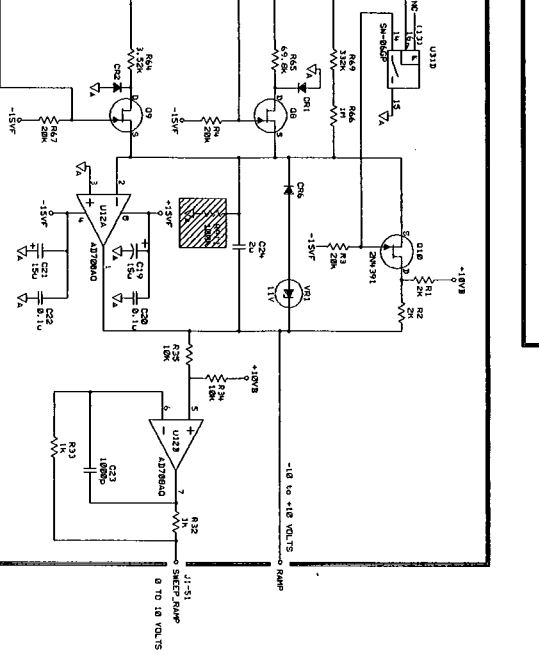 NC
(13)
14
16
SW-06GP
U31D
15
R64
3.52K
CR2
D
Q9
S
-15VF
R67
20K
R65
69.8K
CR1
D
Q8
S
-15VF
R4
20K
R69
332K
R66
1M
A
A
A
A
3
2
+
-
U12A
8
4
1
AD708AQ
-15VF
+15VF
C21
15u
C22
0.1u
C19
15u
C20
0.1u
A
A
A
A
100K
C24
2u
CR6
VR1
11V
-15VF
R3
20K
S
Q10
2N4391
D
R1
2K
R2
2K
+10VB
R35
10K
R34
10K
+10VB
6
5
-
+
U12B
AD708AQ
7
R33
1K
C23
1000p
R32
1K
-10 to +10 VOLTS
RAMP
J1-51
SWEEP_RAMP
0 TO 10 VOLTS